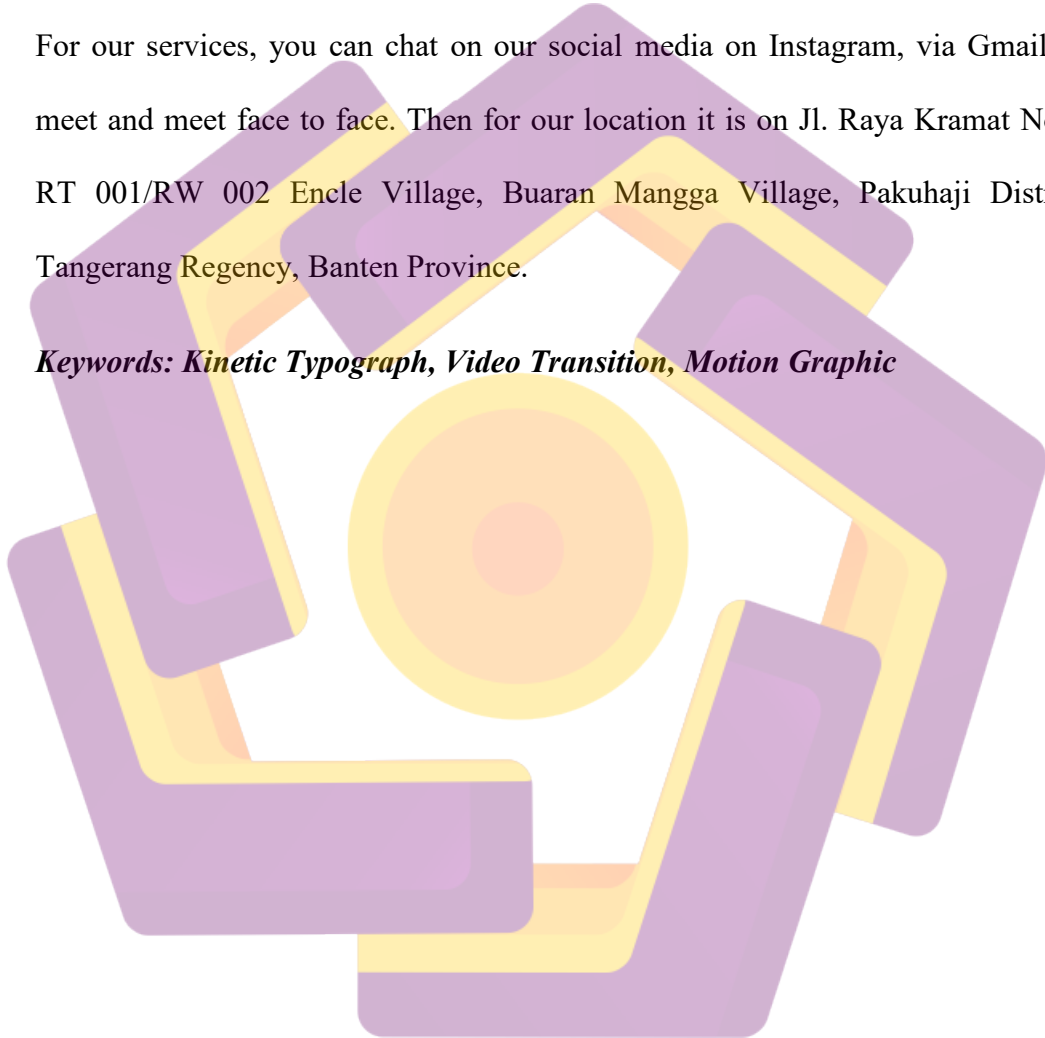 For our services, you can chat on our social media on Instagram, via Gmail
meet and meet face to face. Then for our location it is on Jl. Raya Kramat
RT 001/RW 002 Encle Village, Buaran Mangga Village, Pakuhaji
Tangerang Regency, Banten Province.
Keywords: Kinetic Typograph, Video Transition, Motion Graphic